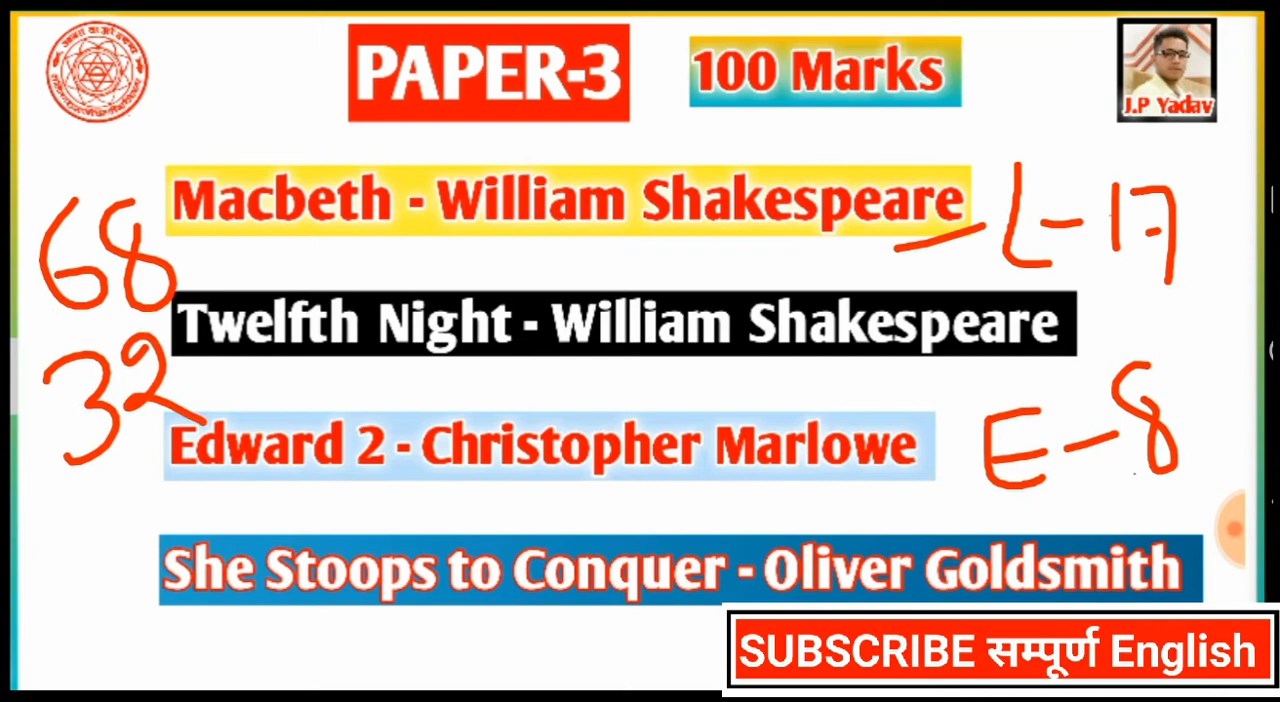 PAPER-3 100 Marks
J.P Yadav
Macbeth - William Shakespeare
L-17
68
Twelfth Night - William Shakespeare
32
Edward 2 - Christopher Marlowe
E-8
She Stoops to Conquer - Oliver Goldsmith
SUBSCRIBE सम्पूर्ण English